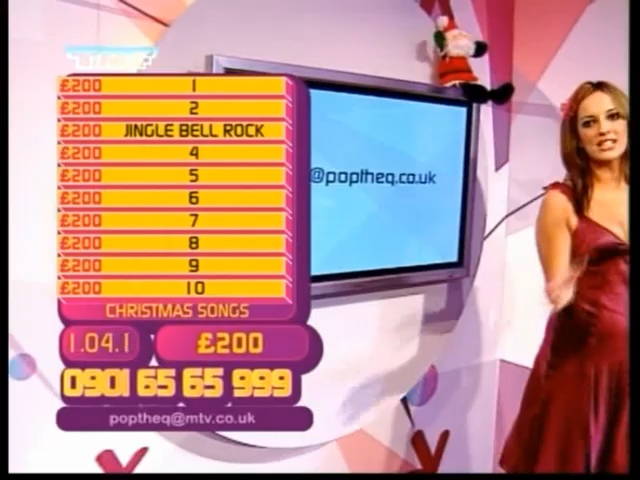 £200 1
£200 2
£200 JINGLE BELL ROCK
£200 4
£200 5
£200 6
£200 7
£200 8
£200 9
£200 10
CHRISTMAS SONGS
1.04.1 £200
0901 65 65 999
poptheq@mtv.co.uk
@poptheq.co.uk